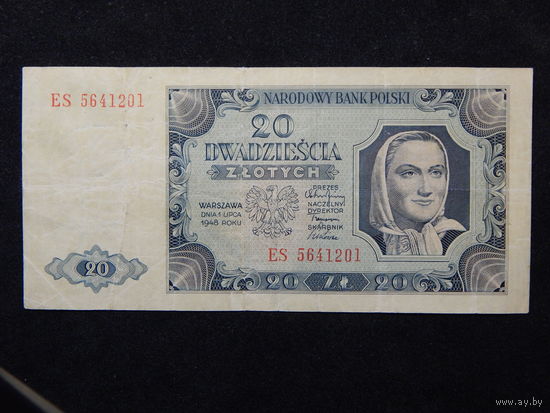 ES 5641201
NARODOWY BANK POLSKI
20
DWADZIEŚCIA
ZŁOTYCH
WARSZAWA
DNIA 1 LIPCA
1948 ROKU
PREZES
NACZELNY
DYREKTOR
SKARBNIK
ES 5641201
20
20 ZŁ 20
www.ay.by